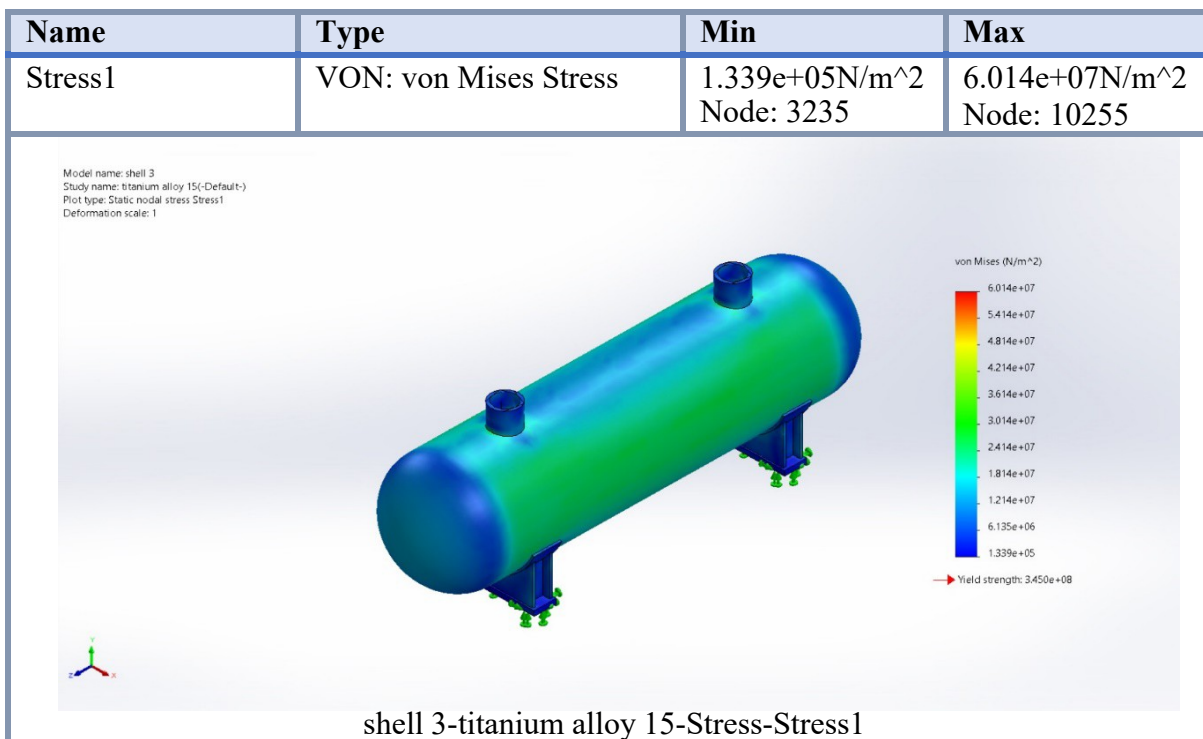 Name Type Min Max
Stress1 VON: von Mises Stress 1.339e+05N/m^2 6.014e+07N/m^2
Node: 3235 Node: 10255
Model name: shell 3
Study name: titanium alloy 15(-Default-)
Plot type: Static nodal stress Stress1
Deformation scale: 1
von Mises (N/m^2)
6.014e+07
5.414e+07
4.814e+07
4.214e+07
3.614e+07
3.014e+07
2.414e+07
1.814e+07
1.214e+07
6.135e+06
1.339e+05
Yield strength: 3.450e+08
Y
Z
X
shell 3-titanium alloy 15-Stress-Stress1